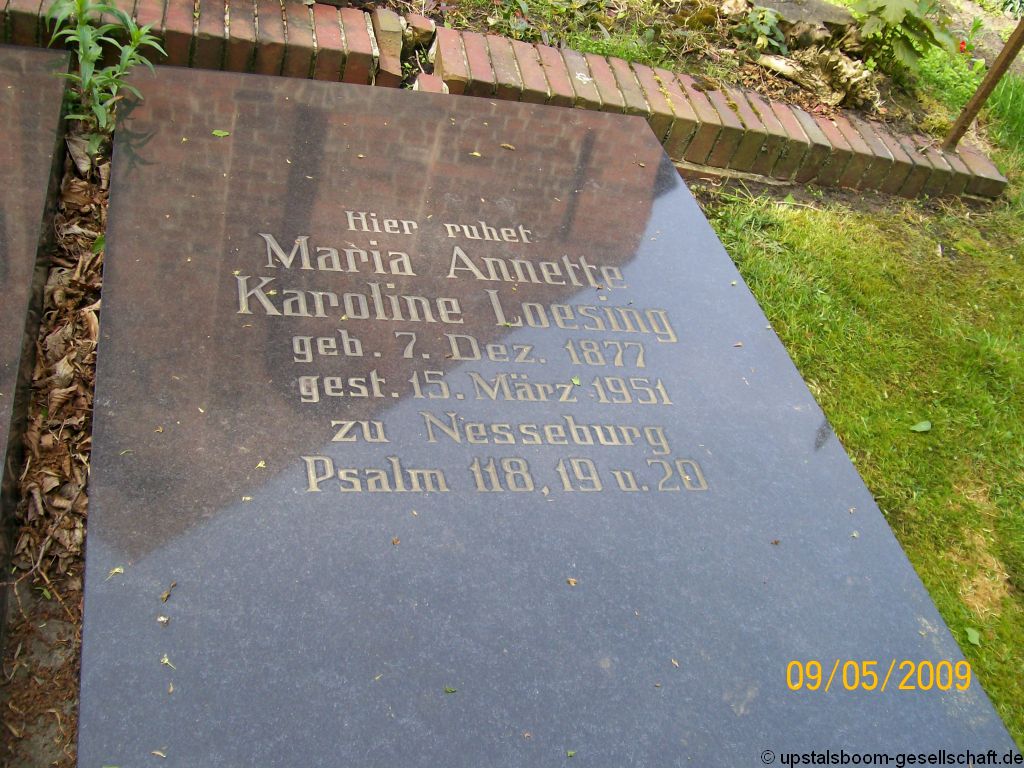 Hier ruhet
Maria Annette
Karoline Loesing
geb. 7. Dez. 1877
gest. 15. März 1951
zu Nesseburg
Psalm 118, 19 u. 20
09/05/2009
© upstalsboom-gesellschaft.de